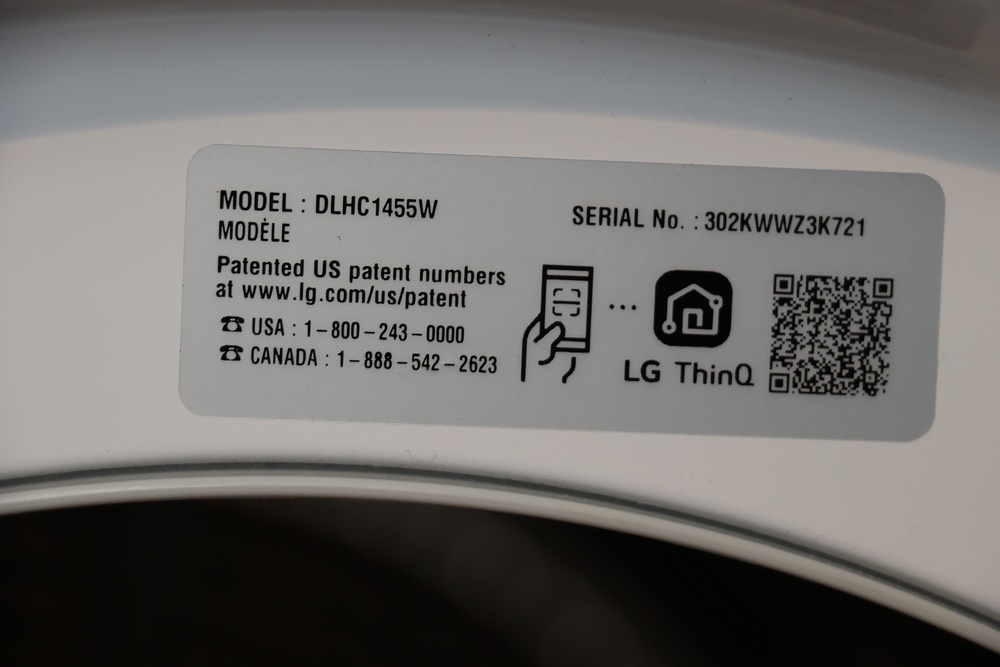 MODEL : DLHC1455W
MODÈLE
SERIAL No. : 302KWWZ3K721
Patented US patent numbers
at www.lg.com/us/patent
☎ USA : 1-800-243-0000
☎ CANADA : 1-888-542-2623
LG ThinQ